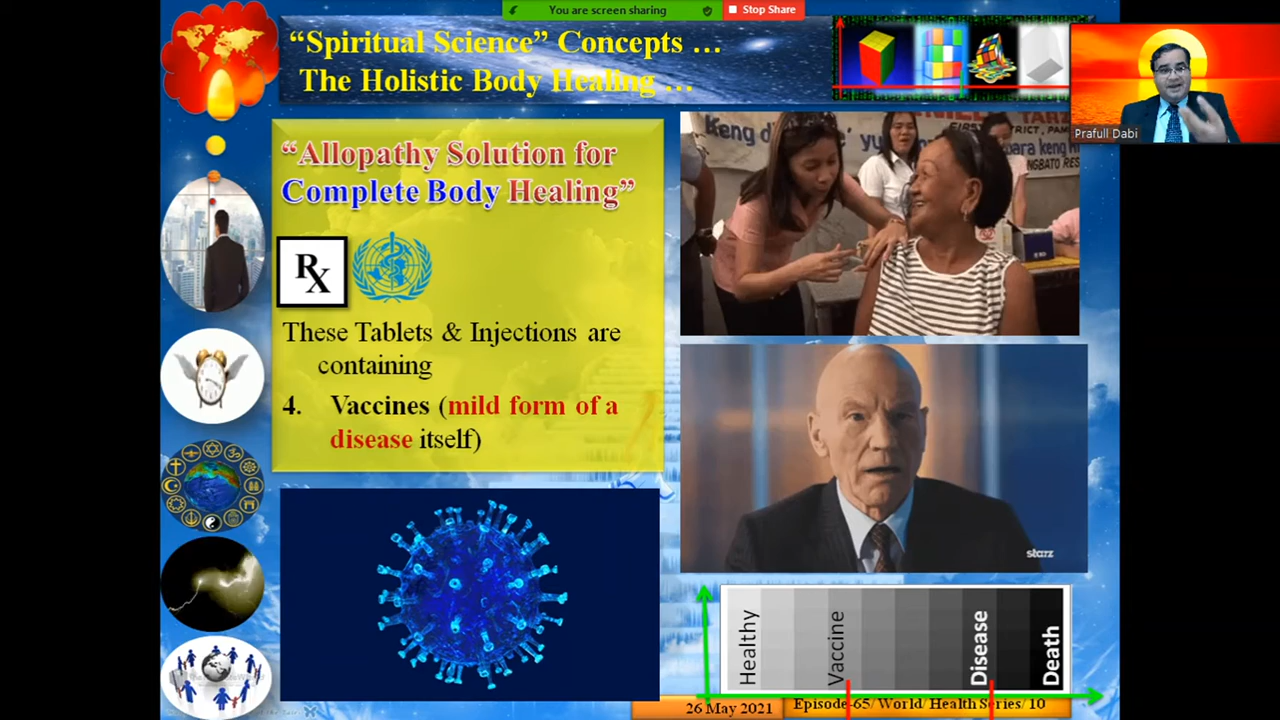 You are screen sharing
Stop Share
“Spiritual Science” Concepts …
The Holistic Body Healing …
Prafull Dabi
“Allopathy Solution for
Complete Body Healing”
Rx
These Tablets & Injections are
containing
4. Vaccines (mild form of a
disease itself)
starz
Healthy
Vaccine
Disease
Death
26 May 2021
Episode-65/ World/ Health Series/ 10